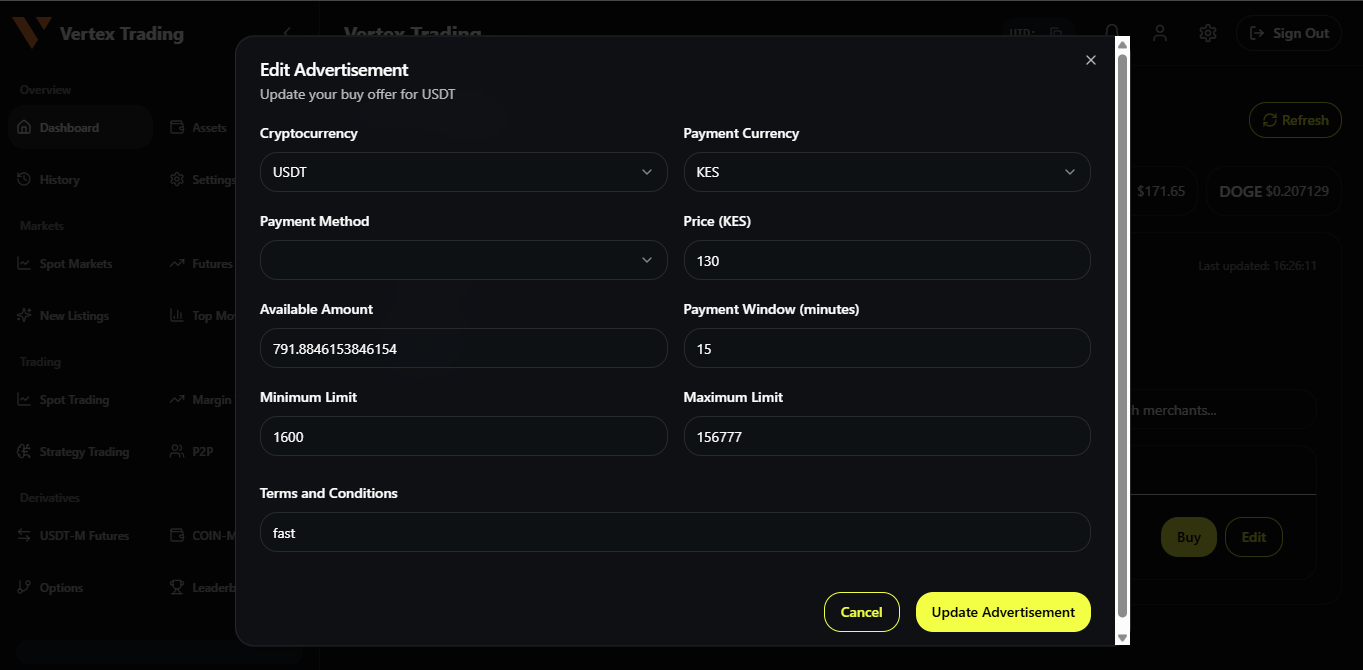 Vertex Trading
Vertex Trading
UID:
Sign Out
Overview
Dashboard
Assets
History
Settings
Markets
Spot Markets
Futures
New Listings
Top Mo
Trading
Spot Trading
Margin
Strategy Trading
P2P
Derivatives
USDT-M Futures
COIN-M
Options
Leaderb
Refresh
$171.65
DOGE $0.207129
Last updated: 16:26:11
h merchants...
Buy
Edit
Edit Advertisement
Update your buy offer for USDT
Cryptocurrency
Payment Currency
USDT
KES
Payment Method
Price (KES)
130
Available Amount
Payment Window (minutes)
791.8846153846154
15
Minimum Limit
Maximum Limit
1600
156777
Terms and Conditions
fast
Cancel
Update Advertisement